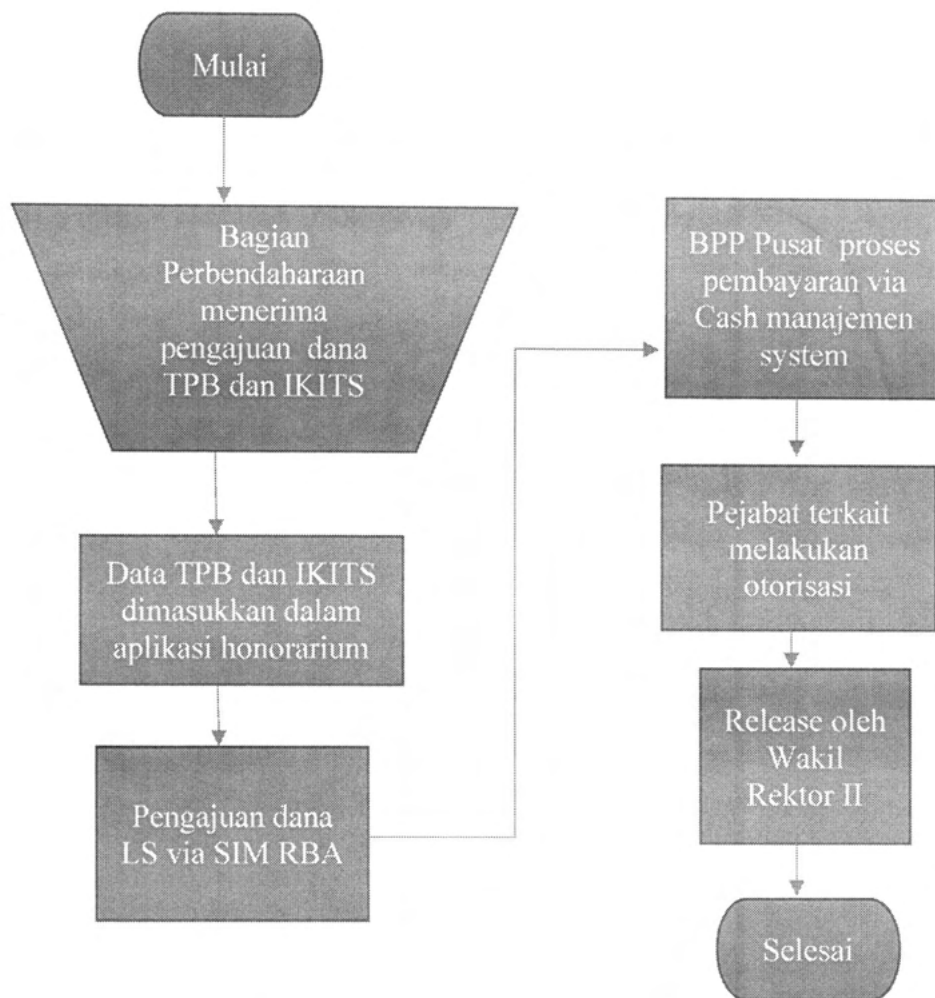 Mulai
Bagian
Perbendaharaan
menerima
pengajuan dana
TPB dan IKITS
Data TPB dan IKITS
dimasukkan dalam
aplikasi honorarium
Pengajuan dana
LS via SIM RBA
BPP Pusat proses
pembayaran via
Cash manajemen
system
Pejabat terkait
melakukan
otorisasi
Release oleh
Wakil
Rektor II
Selesai